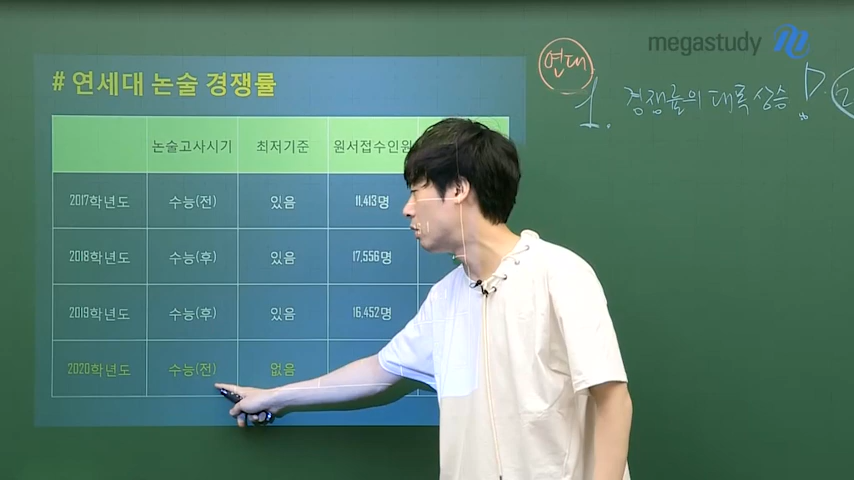 megastudy
# 연세대 논술 경쟁률
연대
1. 경쟁률의 대폭 상승!
논술고사시기 최저기준 원서접수인원
2017학년도 수능(전) 있음 11,413명
2018학년도 수능(후) 있음 17,556명
2019학년도 수능(후) 있음 16,452명
2020학년도 수능(전) 없음